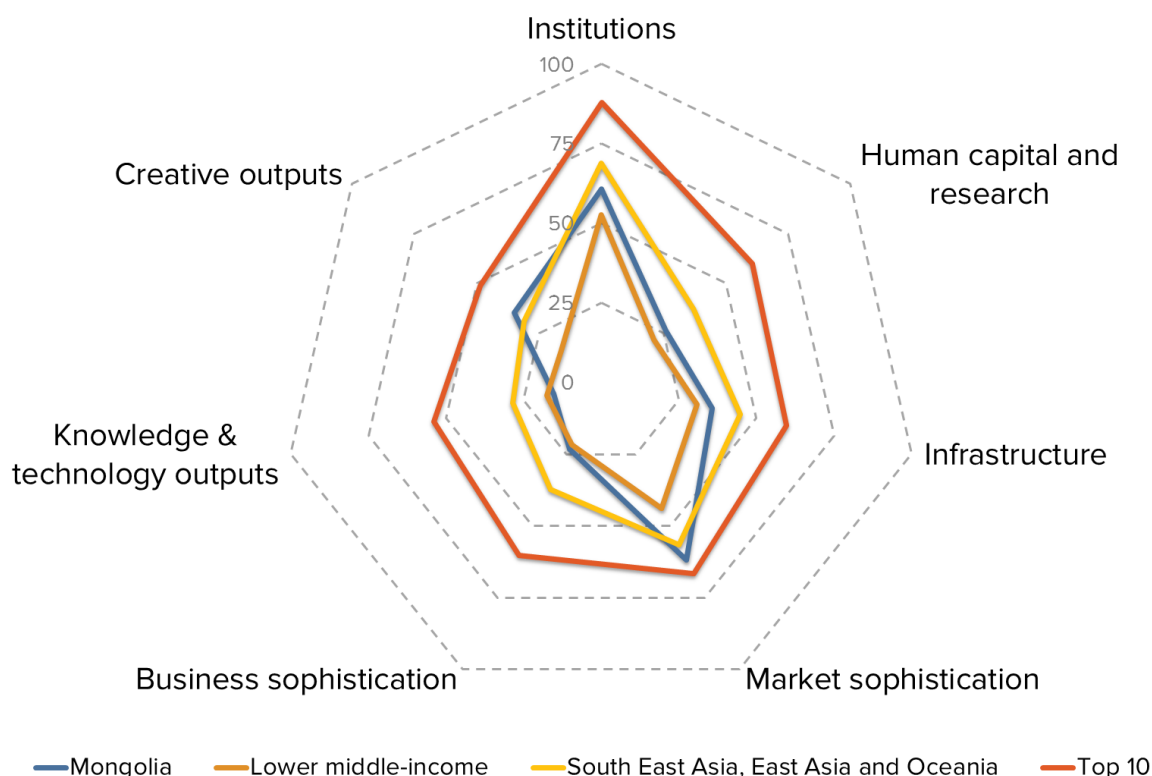 Institutions
100
75
50
25
0
Creative outputs
Human capital and
research
Knowledge &
technology outputs
Infrastructure
Business sophistication
Market sophistication
Mongolia
Lower middle-income
South East Asia, East Asia and Oceania
Top 10